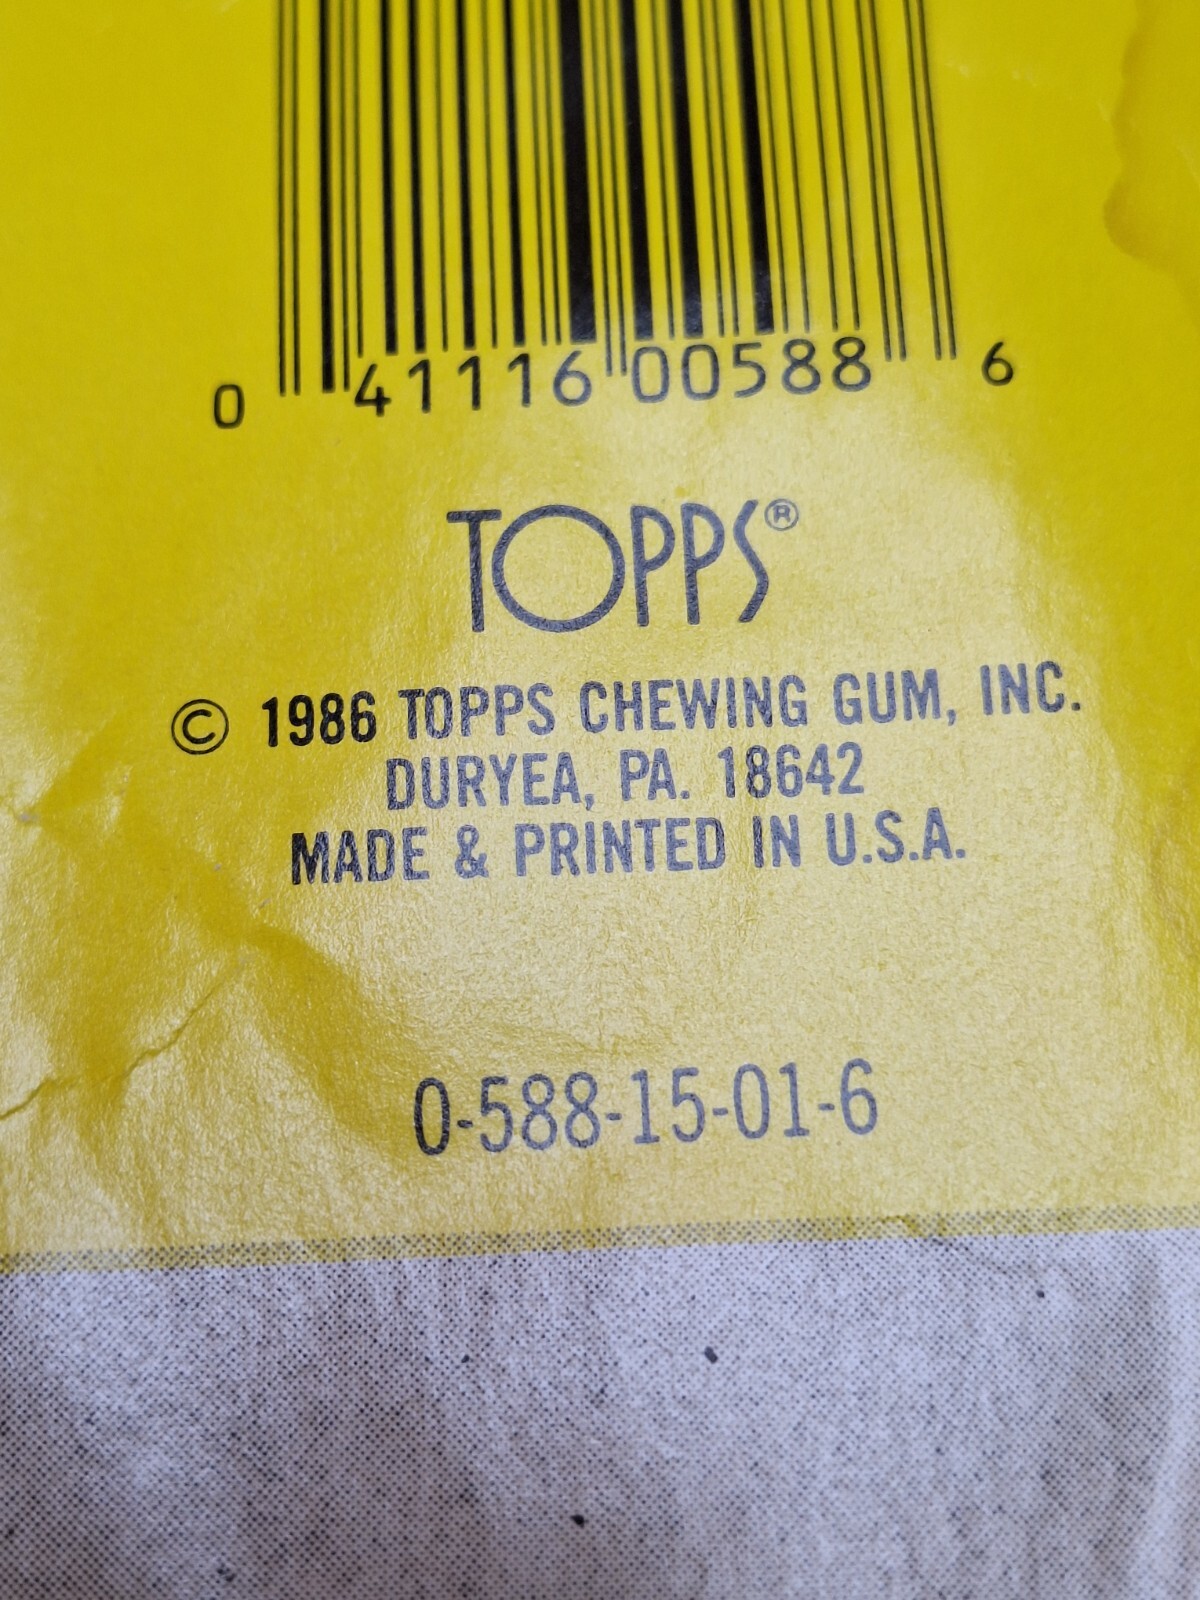 0 41116 00588 6
TOPPS®
© 1986 TOPPS CHEWING GUM, INC.
DURYEA, PA. 18642
MADE & PRINTED IN U.S.A.
0-588-15-01-6